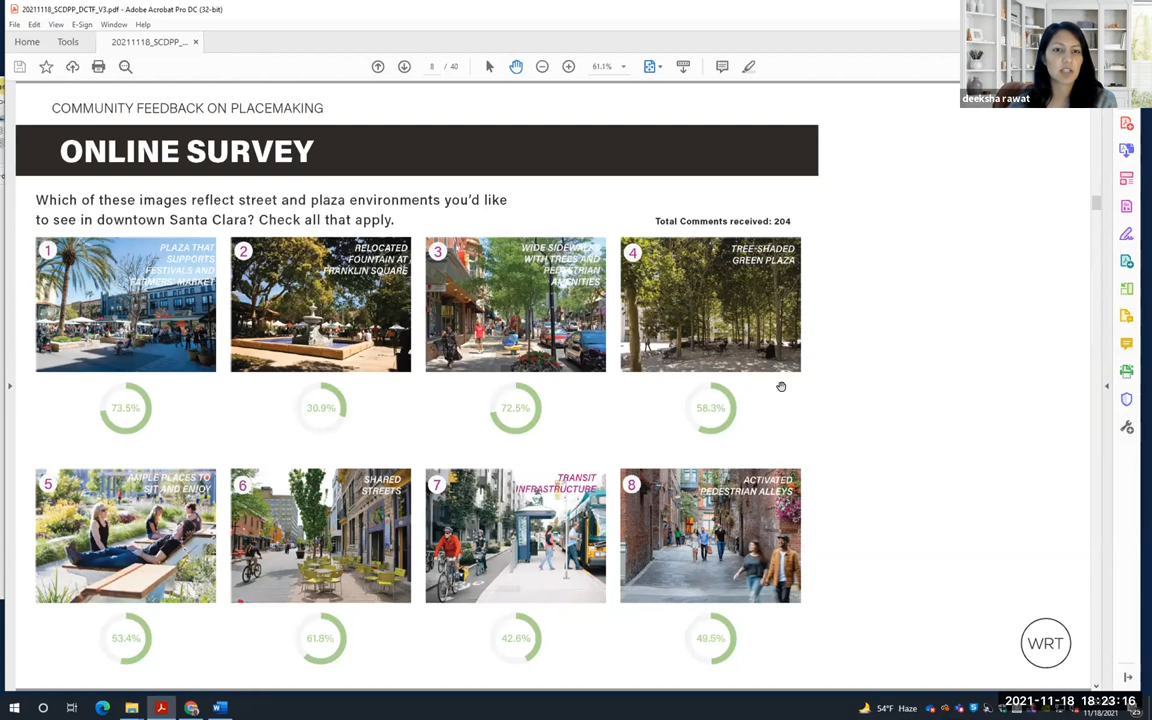 20211118_SCDPP_DCTF_V3.pdf - Adobe Acrobat Pro DC (32-bit)
File Edit View E-Sign Window Help
Home Tools 20211118_SCDPP_... ×
8 / 40 61.1%
deeksha rawat
COMMUNITY FEEDBACK ON PLACEMAKING
ONLINE SURVEY
Which of these images reflect street and plaza environments you'd like
to see in downtown Santa Clara? Check all that apply.
Total Comments received: 204
1
PLAZA THAT
SUPPORTS
FESTIVALS AND
FARMERS' MARKET
2
RELOCATED
FOUNTAIN AT
FRANKLIN SQUARE
3
WIDE SIDEWALKS
WITH TREES AND
PEDESTRIAN
AMENITIES
4
TREE-SHADED
GREEN PLAZA
73.5%
30.9%
72.5%
58.3%
5
AMPLE PLACES TO
SIT AND ENJOY
6
SHARED
STREETS
7
TRANSIT
INFRASTRUCTURE
8
ACTIVATED
PEDESTRIAN ALLEYS
53.4%
61.8%
42.6%
49.5%
WRT
54°F Haze
2021-11-18 18:23:16
11/18/2021